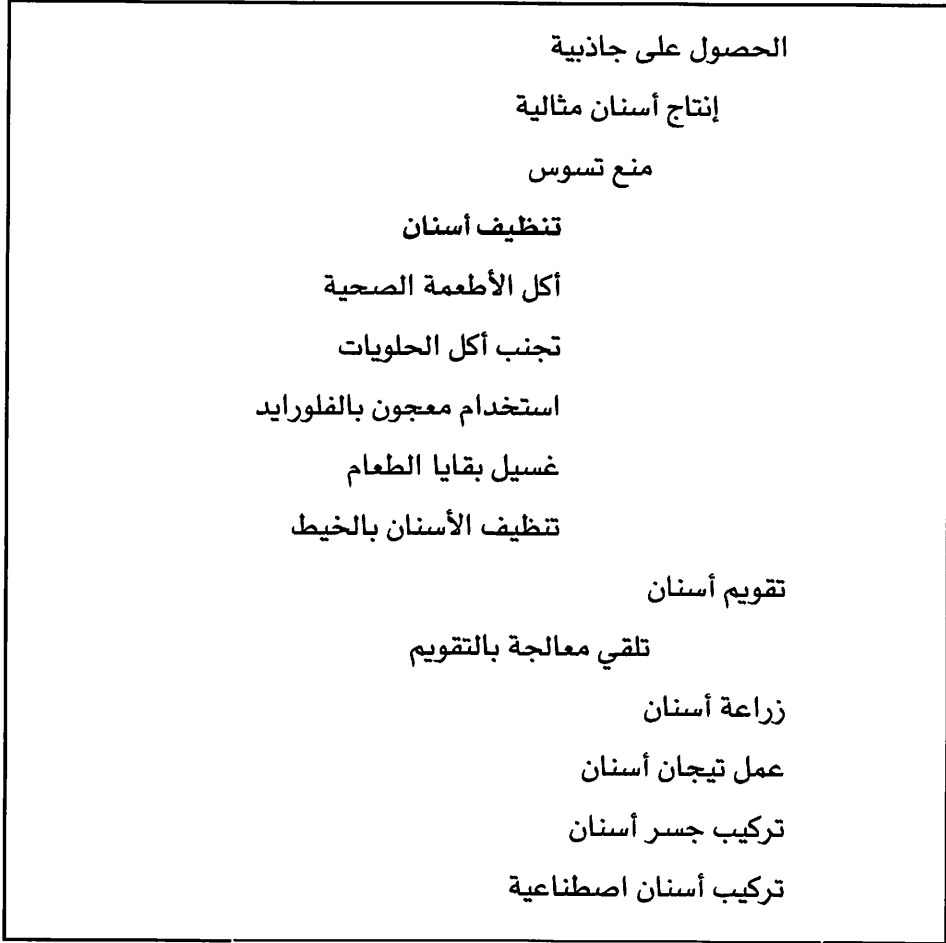 الحصول على جاذبية
إنتاج أسنان مثالية
منع تسوس
تنظيف أسنان
أكل الأطعمة الصحية
تجنب أكل الحلويات
استخدام معجون بالفلورايد
غسيل بقايا الطعام
تنظيف الأسنان بالخيط
تقويم أسنان
تلقي معالجة بالتقويم
زراعة أسنان
عمل تيجان أسنان
تركيب جسر أسنان
تركيب أسنان اصطناعية